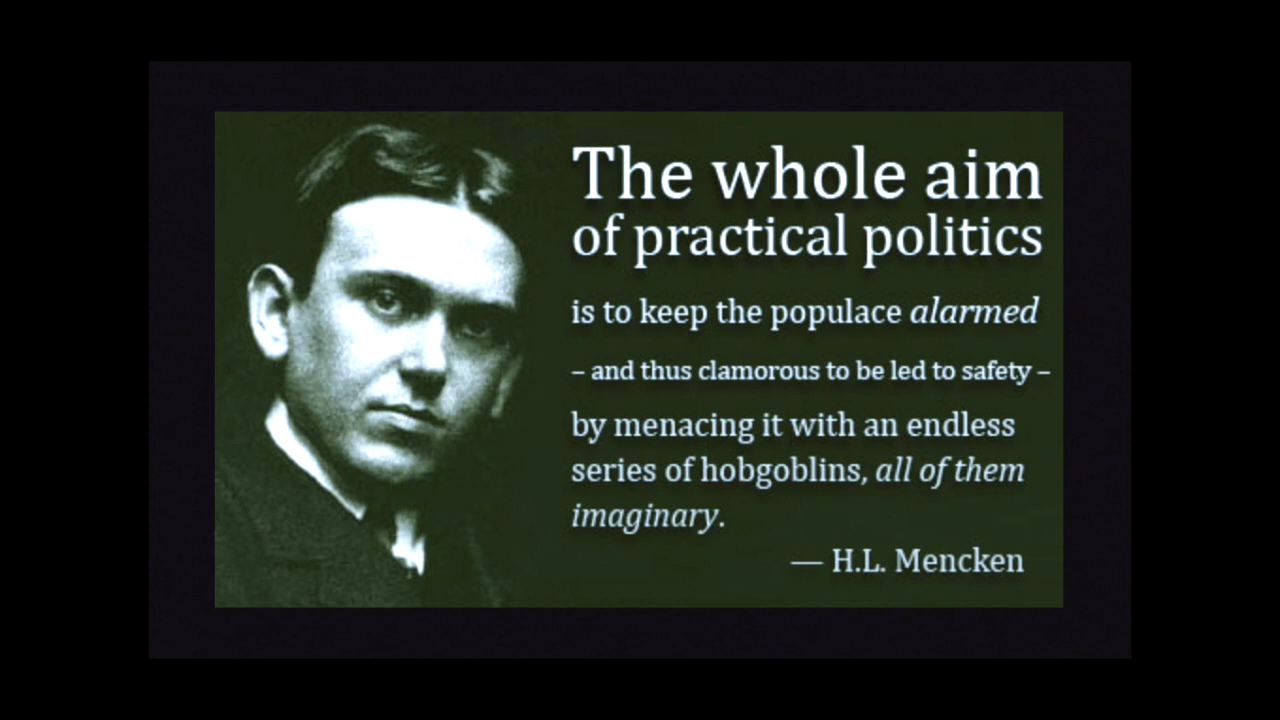 The whole aim
of practical politics
is to keep the populace alarmed
– and thus clamorous to be led to safety –
by menacing it with an endless
series of hobgoblins, all of them
imaginary.
— H.L. Mencken